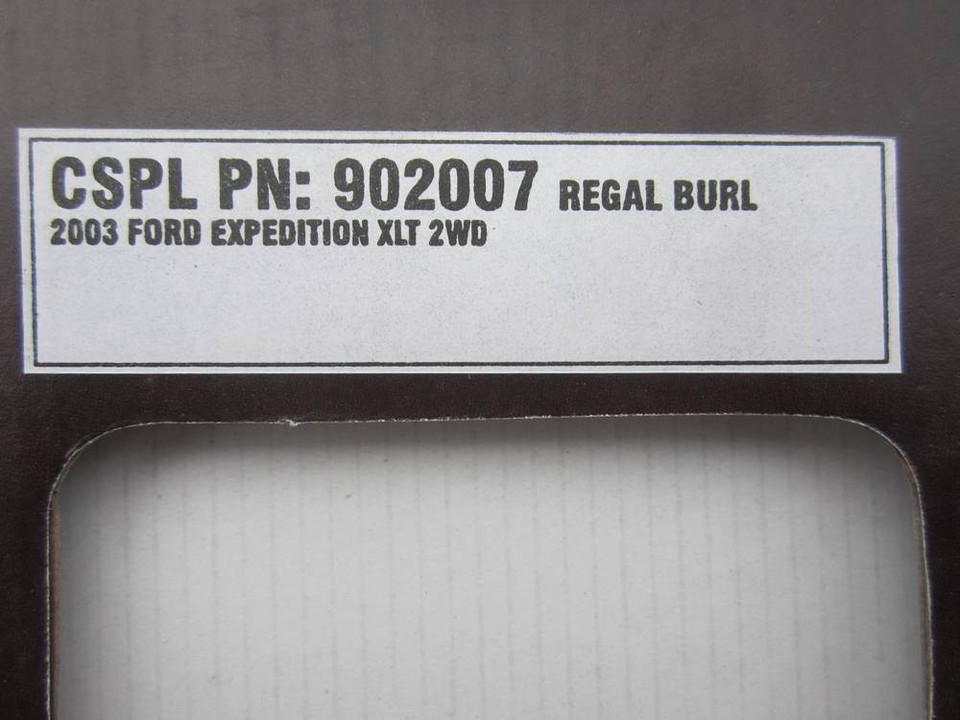 CSPL PN: 902007 REGAL BURL
2003 FORD EXPEDITION XLT 2WD